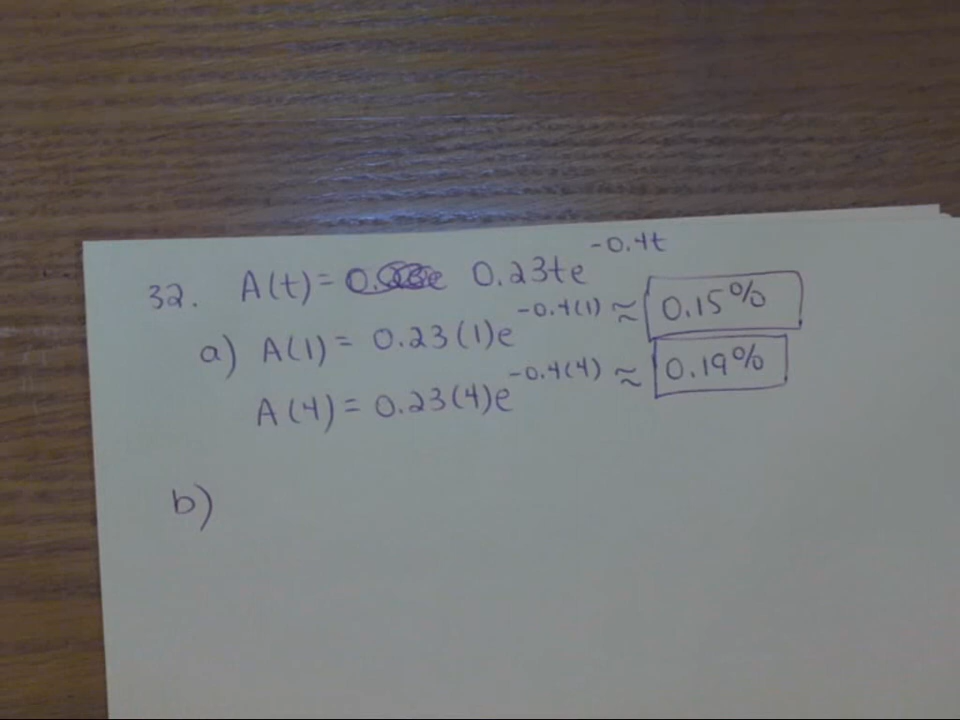 32. A(t) = 0.23te^{-0.4t}
a) A(1) = 0.23(1)e^{-0.4(1)} ≈ 0.15%
A(4) = 0.23(4)e^{-0.4(4)} ≈ 0.19%
b)